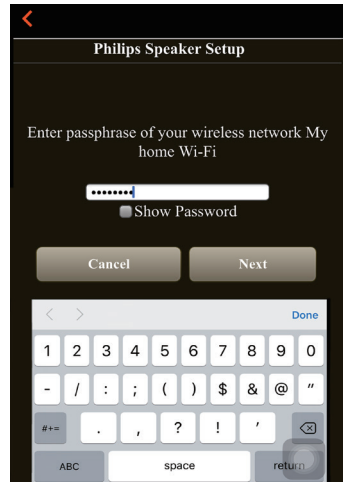 Philips Speaker Setup
Enter passphrase of your wireless network My
home Wi-Fi
••••••••
Show Password
Cancel Next
Done
1 2 3 4 5 6 7 8 9 0
- / : ; ( ) $ & @ "
#+= . , ? ! '
ABC space return